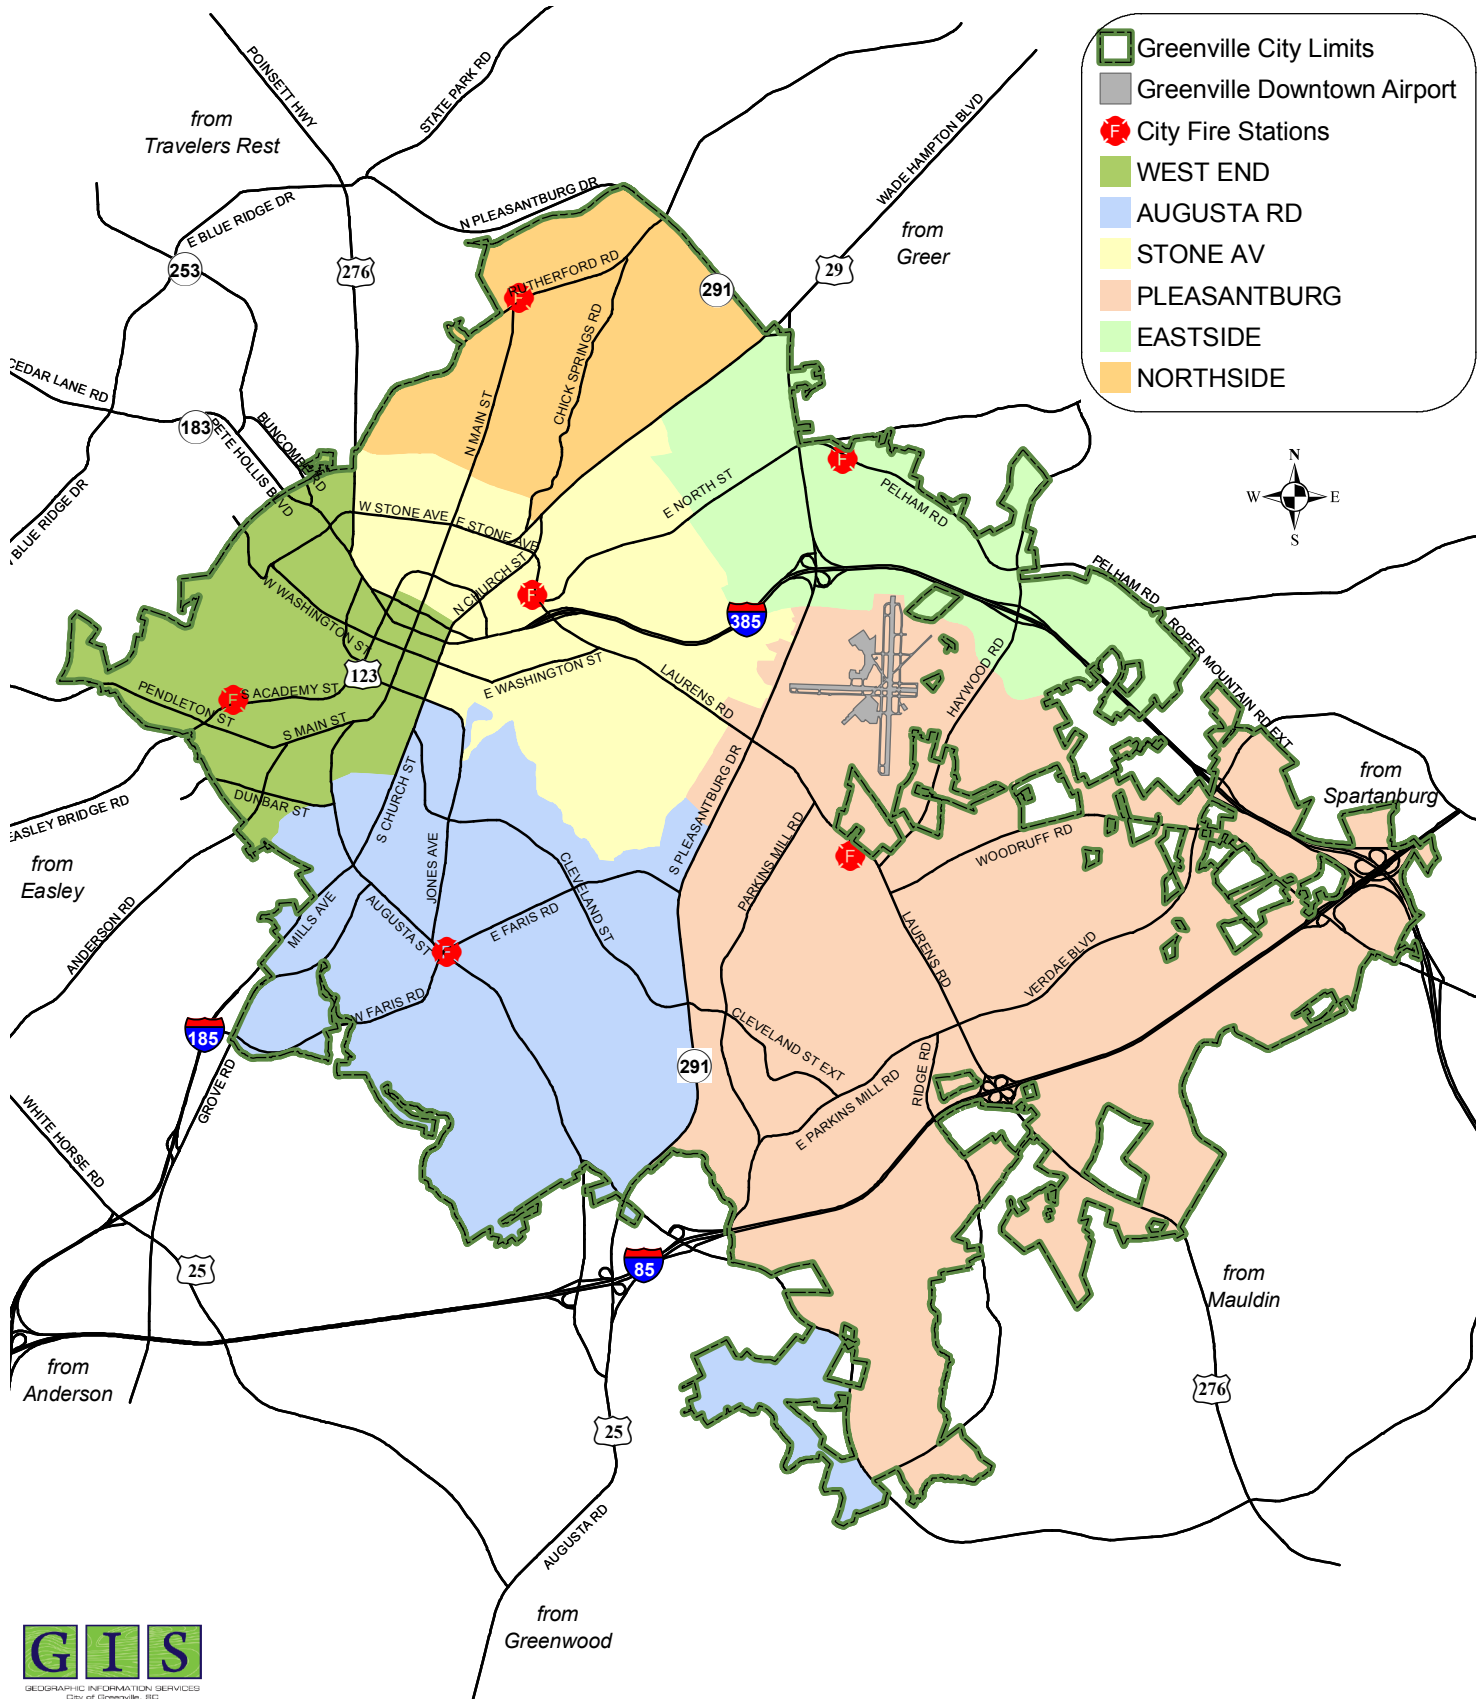 Greenville City Limits
Greenville Downtown Airport
F City Fire Stations
WEST END
AUGUSTA RD
STONE AV
PLEASANTBURG
EASTSIDE
NORTHSIDE
POINSETT HWY
STATE PARK RD
from
Travelers Rest
WADE HAMPTON BLVD
N PLEASANTBURG DR
E BLUE RIDGE DR
from
Greer
253
276
29
291
RUTHERFORD RD
F
CHICK SPRINGS RD
CEDAR LANE RD
183
BUNCOMBE RD
PETE HOLLIS BLVD
N MAIN ST
F
E NORTH ST
PELHAM RD
N
W
E
S
BLUE RIDGE DR
W STONE AVE
E STONE AVE
N CHURCH ST
F
PELHAM RD
W WASHINGTON ST
385
ROPER MOUNTAIN RD EXT
123
E WASHINGTON ST
LAURENS RD
HAYWOOD RD
PENDLETON ST
F
S ACADEMY ST
S MAIN ST
S CHURCH ST
S PLEASANTBURG DR
from
Spartanburg
EASLEY BRIDGE RD
DUNBAR ST
PARKINS MILL RD
WOODRUFF RD
F
from
Easley
JONES AVE
CLEVELAND ST
ANDERSON RD
MILLS AVE
AUGUSTA ST
E FARIS RD
F
LAURENS RD
VERDAE BLVD
W FARIS RD
185
CLEVELAND ST EXT
291
GROVE RD
RIDGE RD
E PARKINS MILL RD
WHITE HORSE RD
25
85
from
Mauldin
from
Anderson
276
25
AUGUSTA RD
from
Greenwood
GIS
GEOGRAPHIC INFORMATION SERVICES
City of Greenville, SC